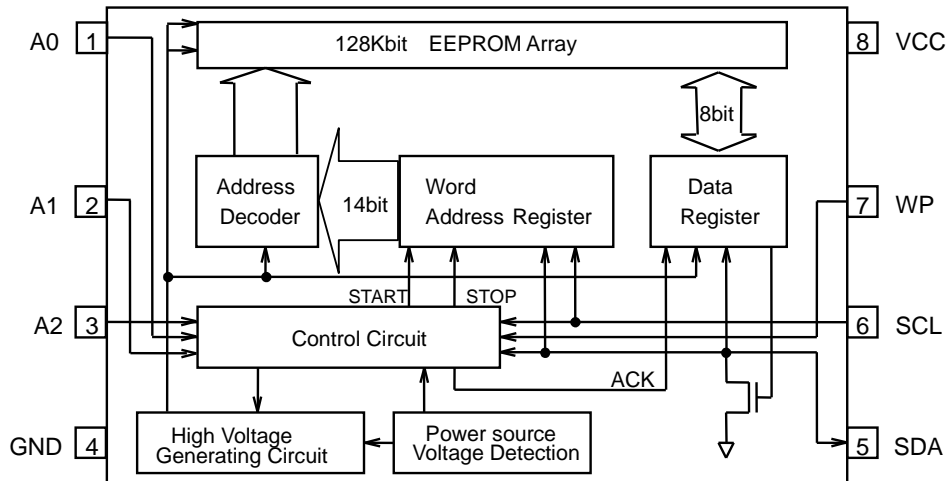 A0 1 128Kbit EEPROM Array 8 VCC
8bit
A1 2 Address Decoder 14bit Word Address Register Data Register 7 WP
START STOP
A2 3 Control Circuit 6 SCL
ACK
GND 4 High Voltage Generating Circuit Power source Voltage Detection 5 SDA